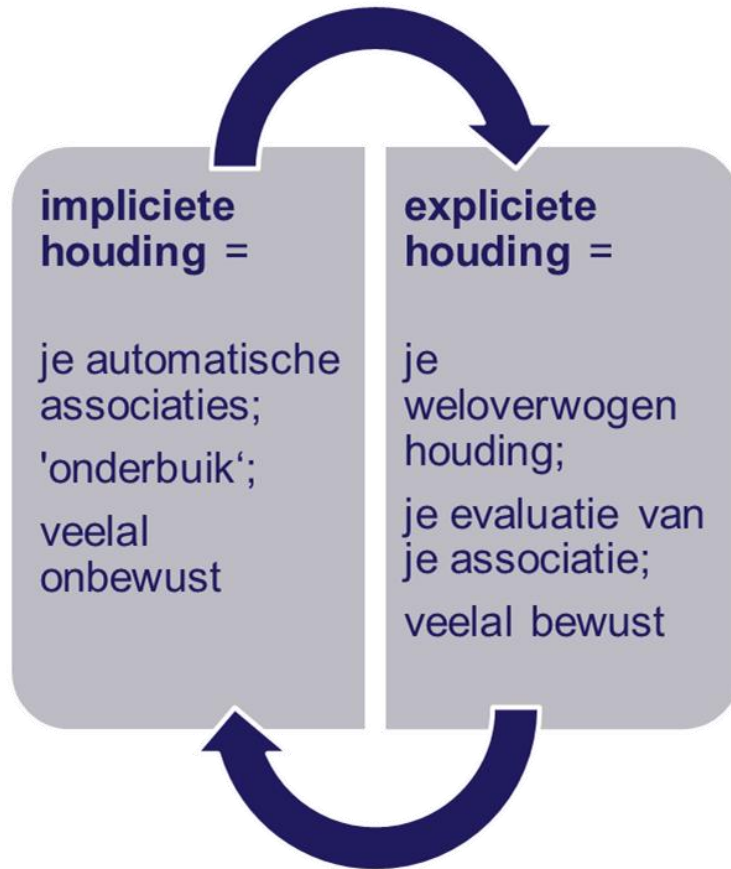 impliciete
houding =
je automatische
associaties;
'onderbuik‘;
veelal
onbewust
expliciete
houding =
je
weloverwogen
houding;
je evaluatie van
je associatie;
veelal bewust